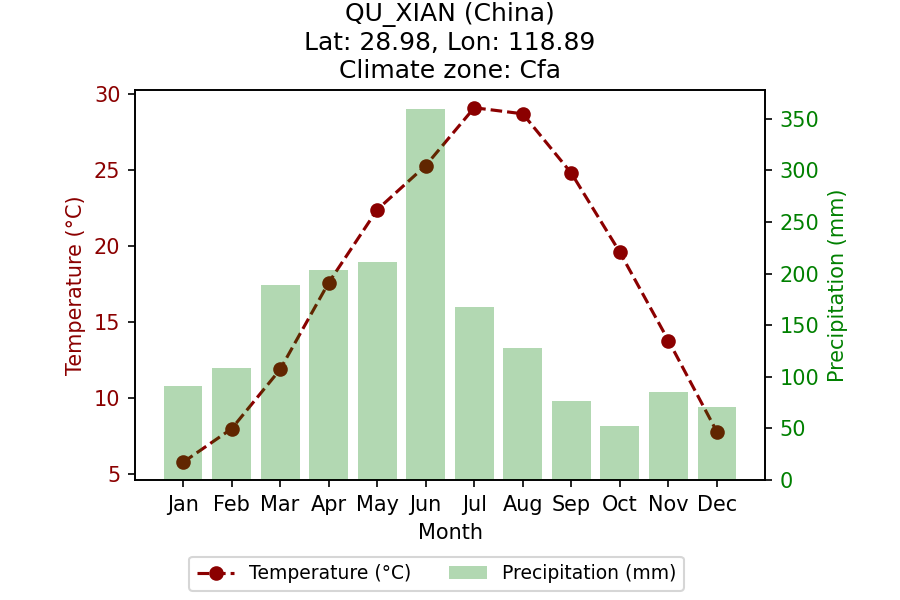 QU_XIAN (China)
Lat: 28.98, Lon: 118.89
Climate zone: Cfa
30
25
20
15
10
5
Temperature (°C)
350
300
250
200
150
100
50
0
Precipitation (mm)
Jan Feb Mar Apr May Jun Jul Aug Sep Oct Nov Dec
Month
Temperature (°C) Precipitation (mm)